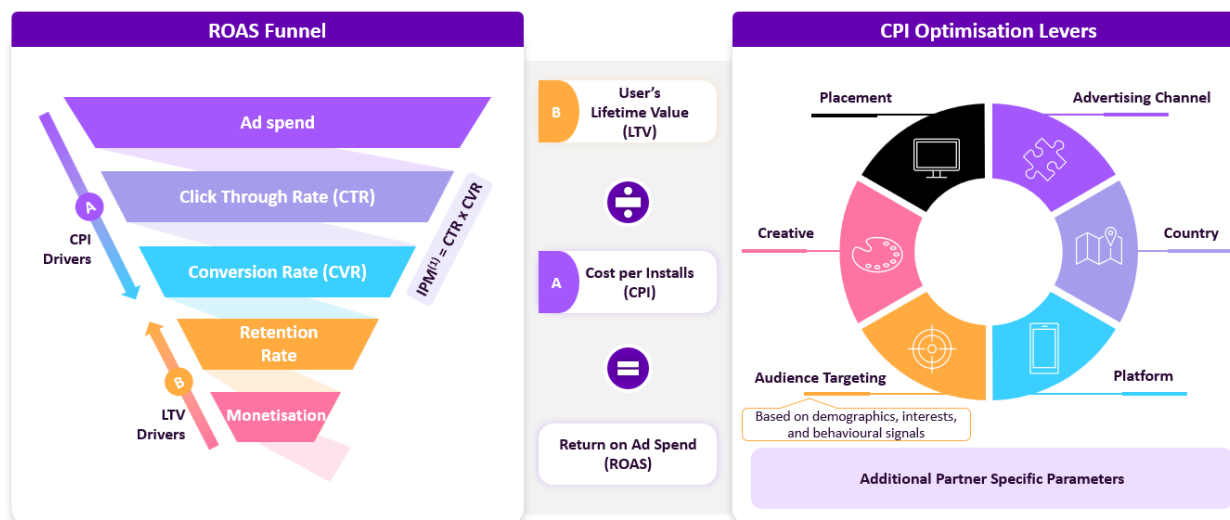 ROAS Funnel
Ad spend
Click Through Rate (CTR)
Conversion Rate (CVR)
Retention
Rate
Monetisation
A
CPI
Drivers
B
LTV
Drivers
IPM(1) = CTR x CVR
B
User's
Lifetime Value
(LTV)
÷
A
Cost per Installs
(CPI)
=
Return on Ad Spend
(ROAS)
CPI Optimisation Levers
Placement
Advertising Channel
Creative
Country
Audience Targeting
Platform
Based on demographics, interests,
and behavioural signals
Additional Partner Specific Parameters